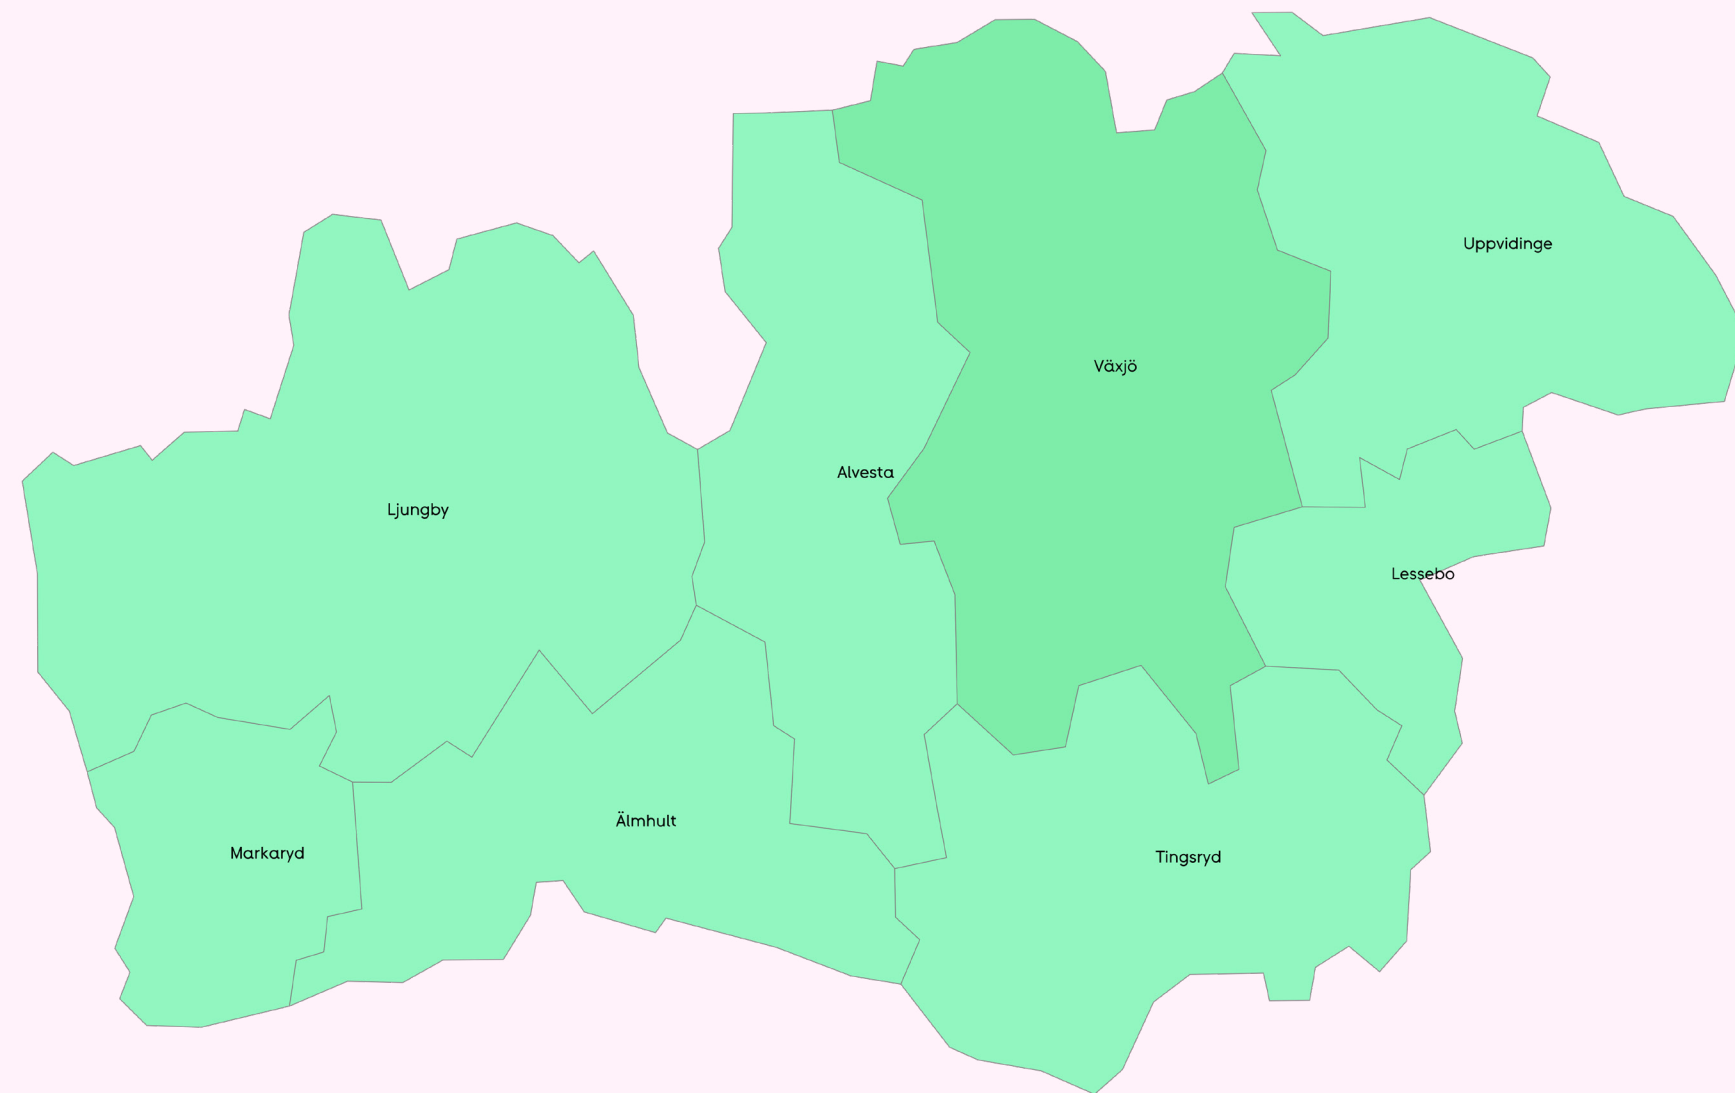 Uppvidinge
Växjö
Alvesta
Ljungby
Lessebo
Älmhult
Markaryd
Tingsryd